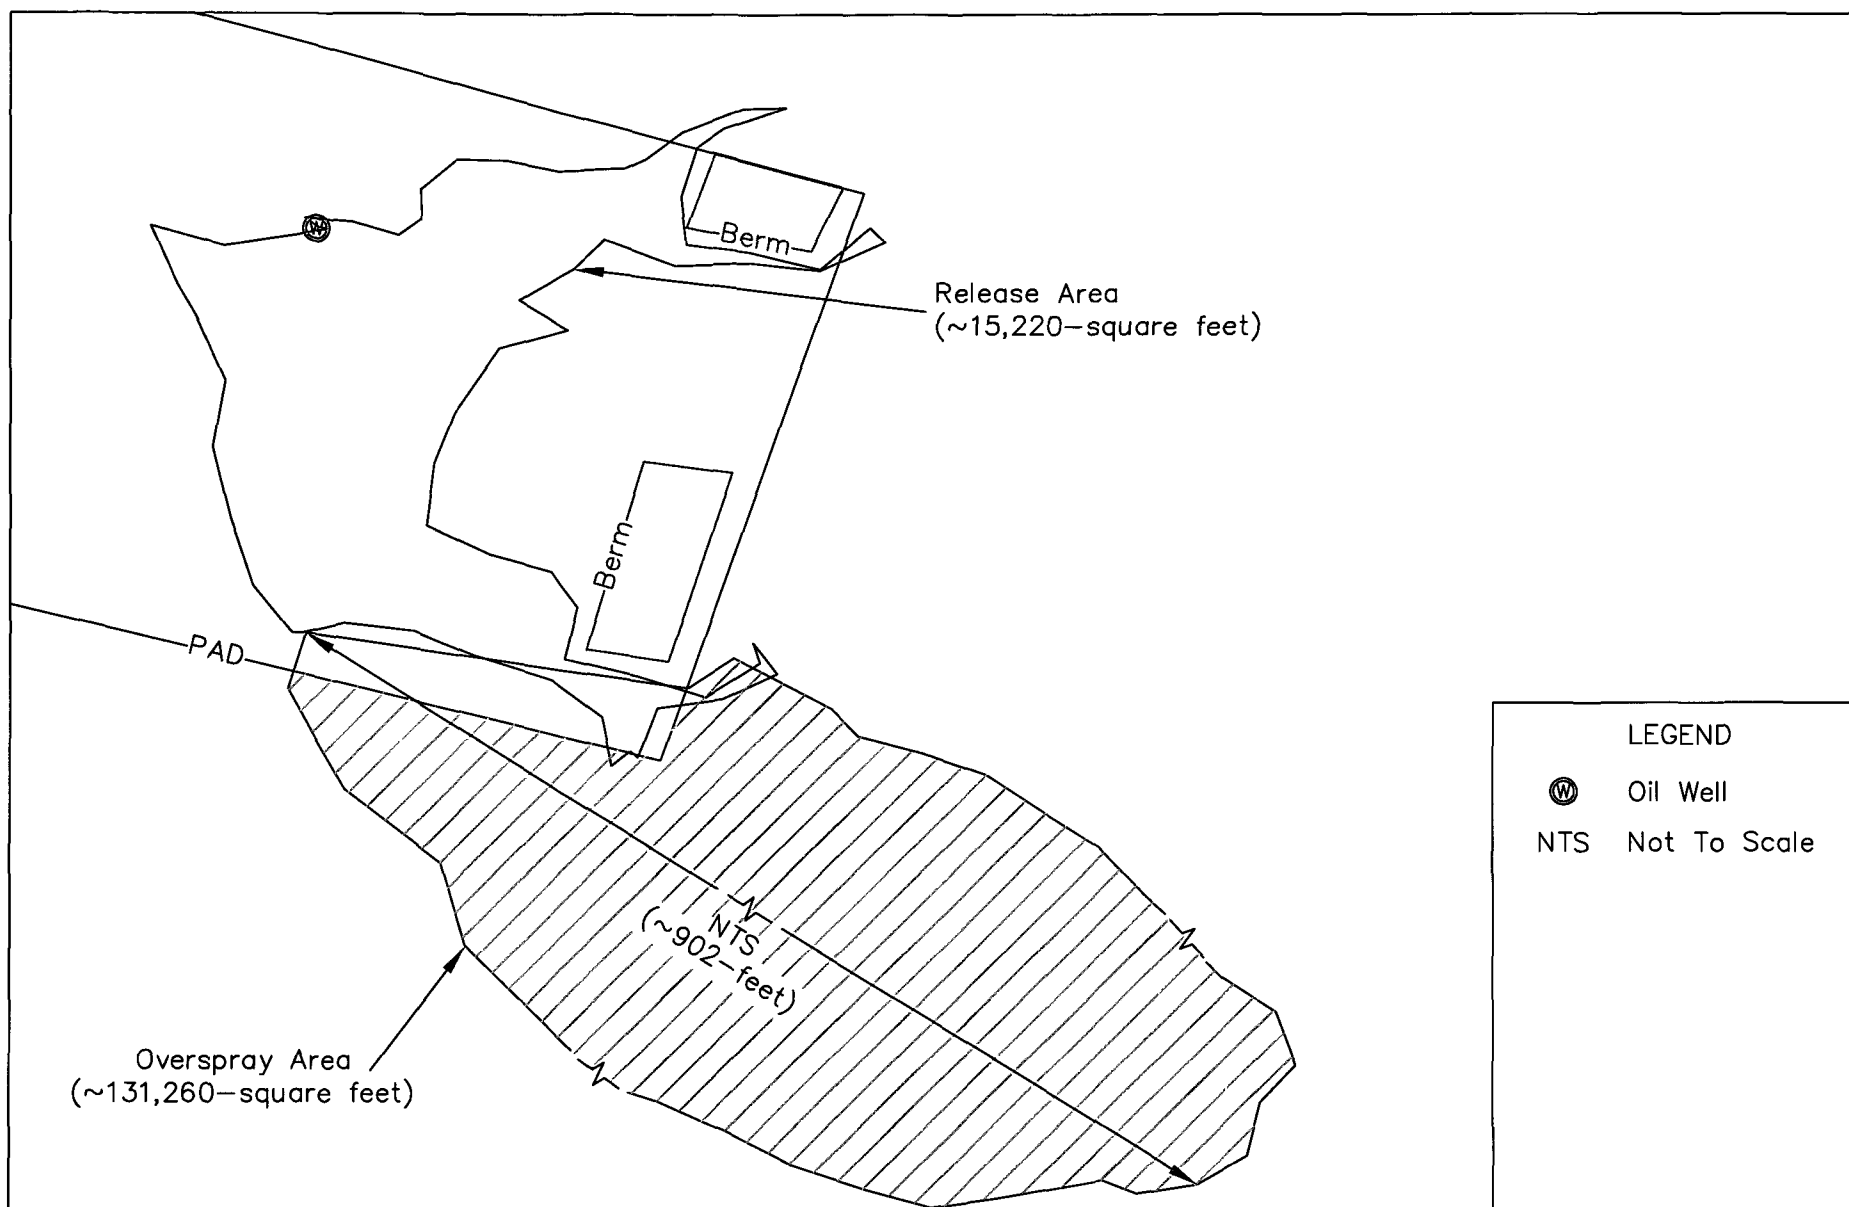 Berm
Release Area
(~15,220-square feet)
Berm
PAD
NTS
(~902-feet)
Overspray Area
(~131,260-square feet)
LEGEND
W Oil Well
NTS Not To Scale